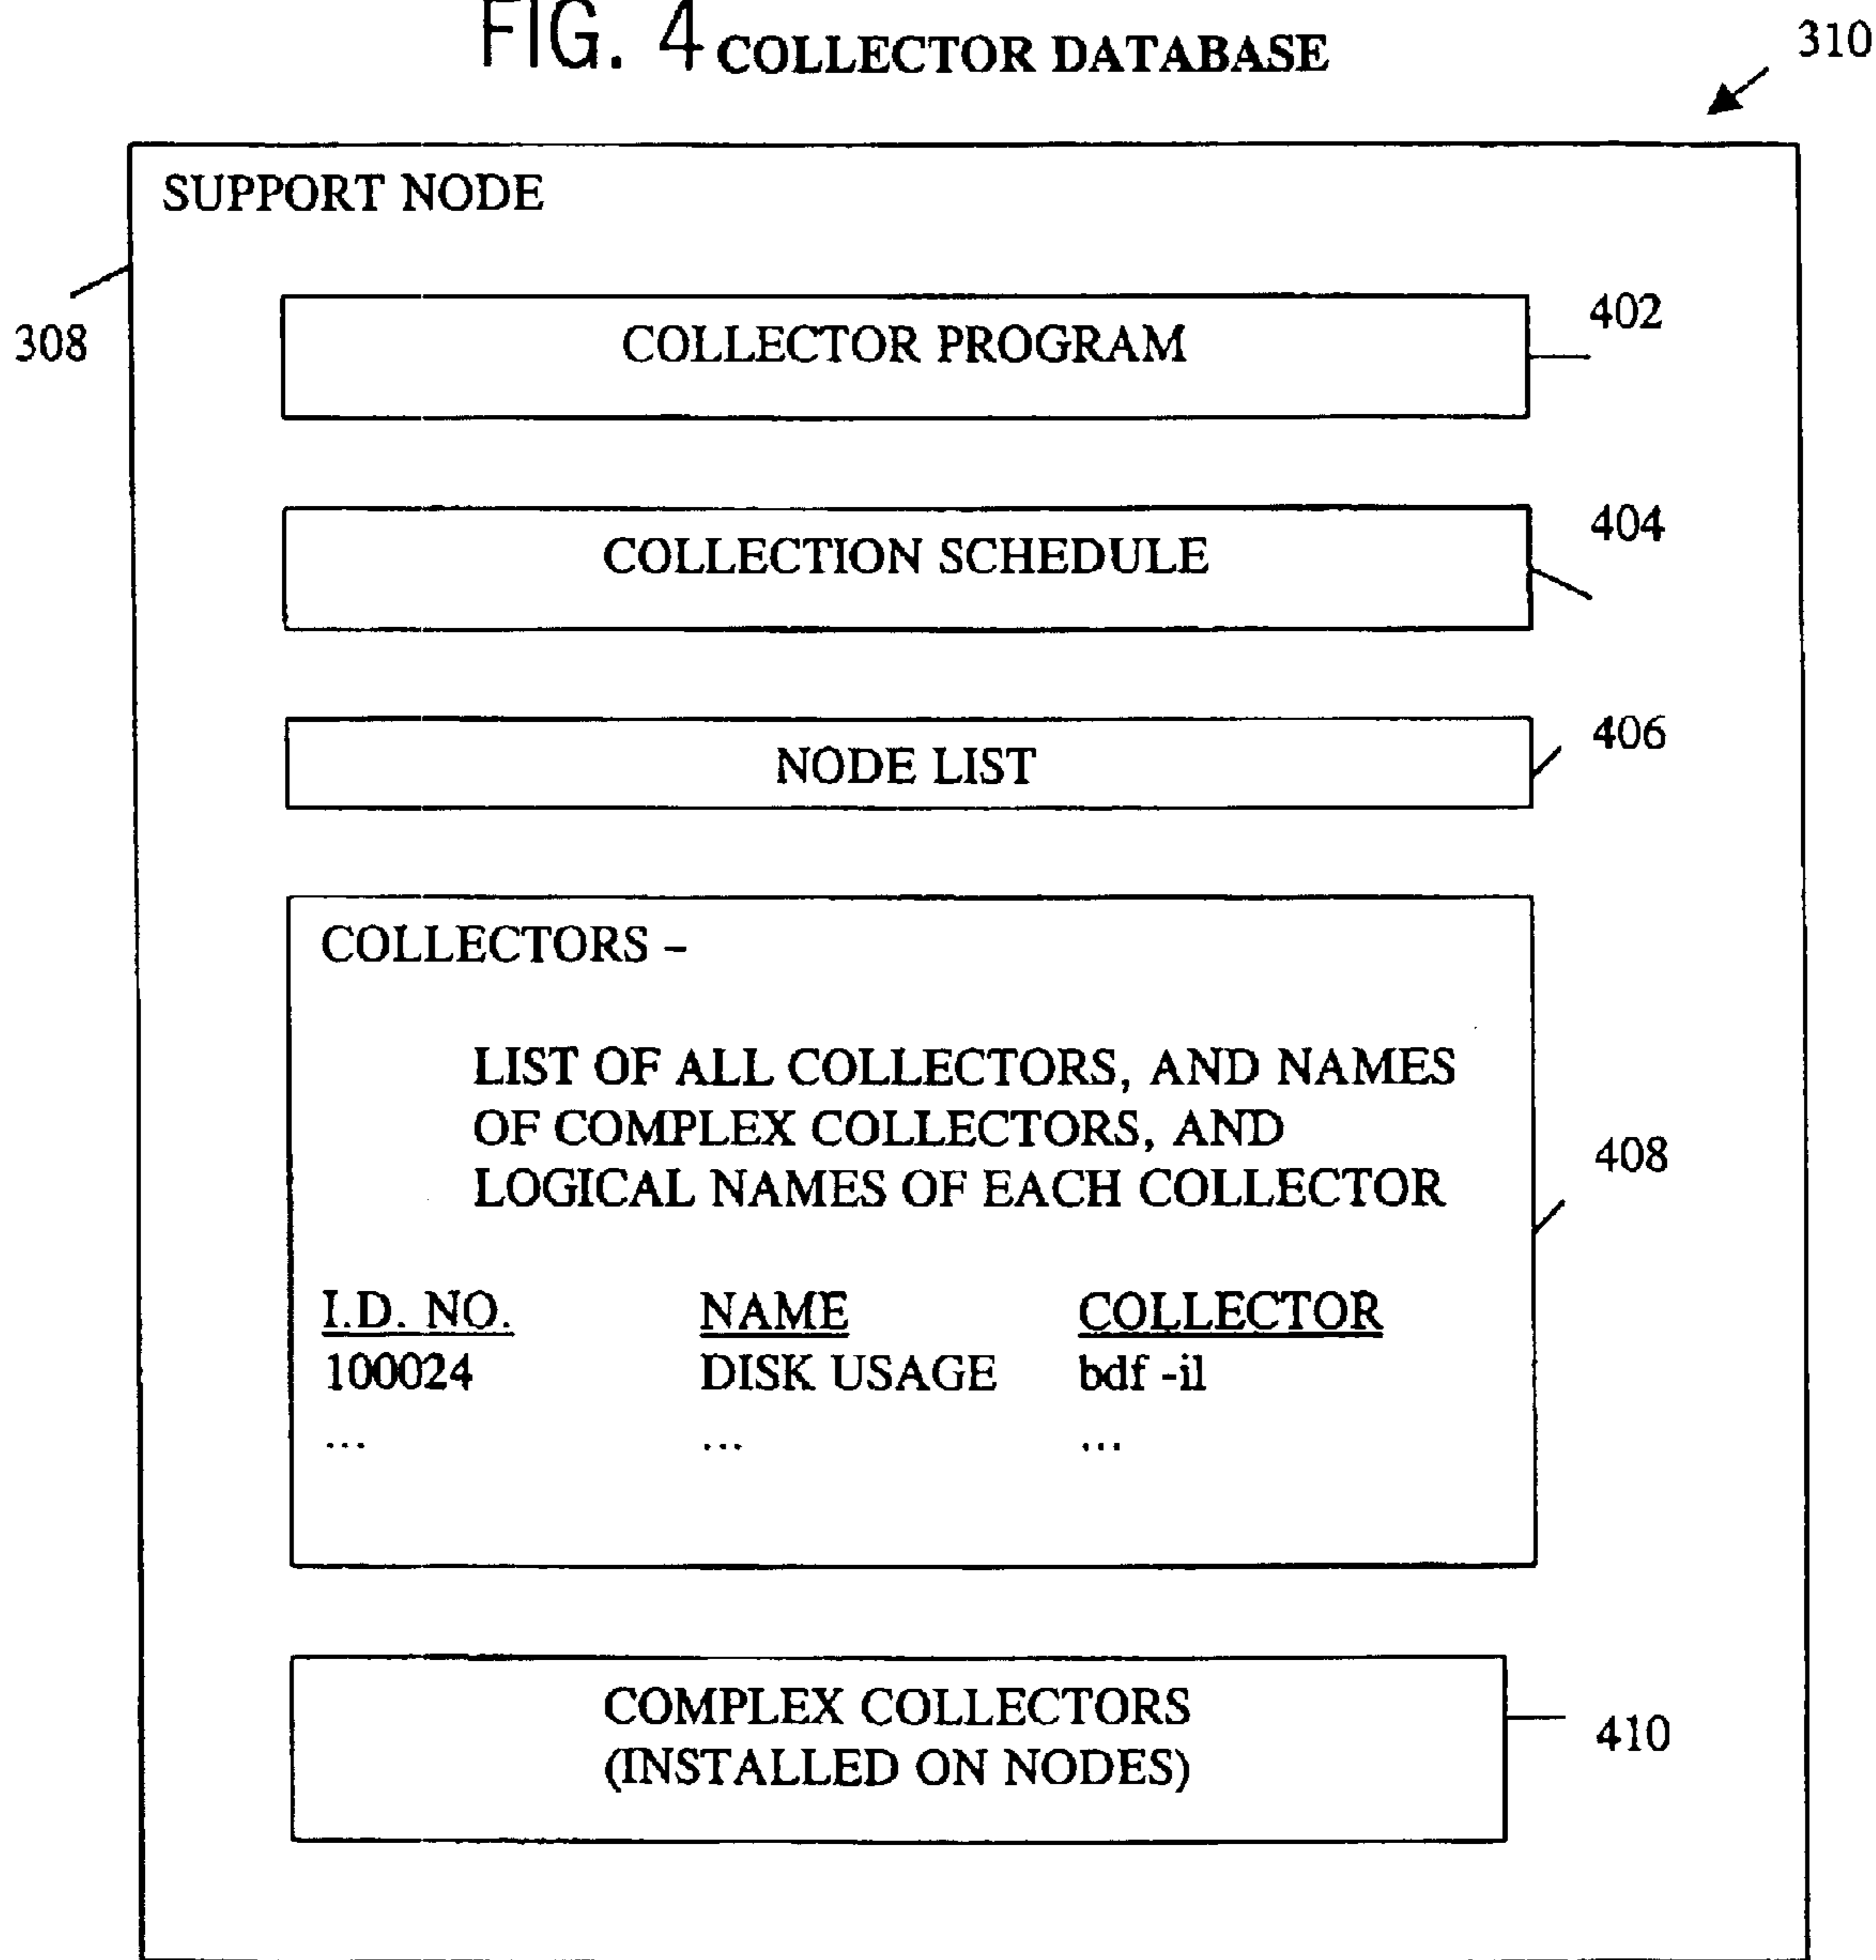 FIG. 4 COLLECTOR DATABASE
310
SUPPORT NODE
308
COLLECTOR PROGRAM
402
COLLECTION SCHEDULE
404
NODE LIST
406
COLLECTORS –
LIST OF ALL COLLECTORS, AND NAMES
OF COMPLEX COLLECTORS, AND
LOGICAL NAMES OF EACH COLLECTOR
408
I.D. NO. NAME COLLECTOR
100024 DISK USAGE bdf -il
... ... ...
COMPLEX COLLECTORS
(INSTALLED ON NODES)
410